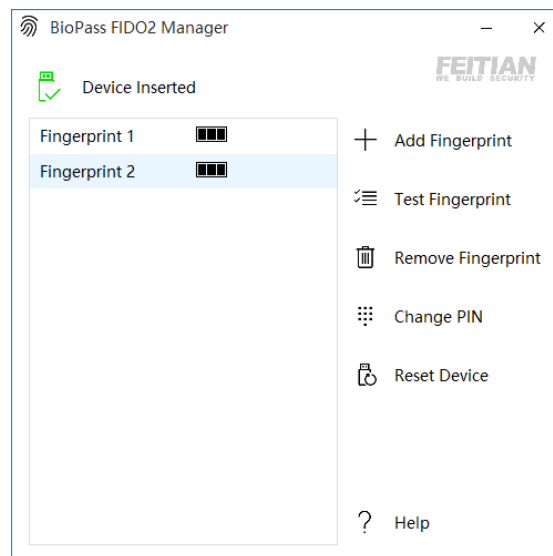 BioPass FIDO2 Manager
FEITIAN
WE BUILD SECURITY
Device Inserted
Fingerprint 1
Fingerprint 2
Add Fingerprint
Test Fingerprint
Remove Fingerprint
Change PIN
Reset Device
Help